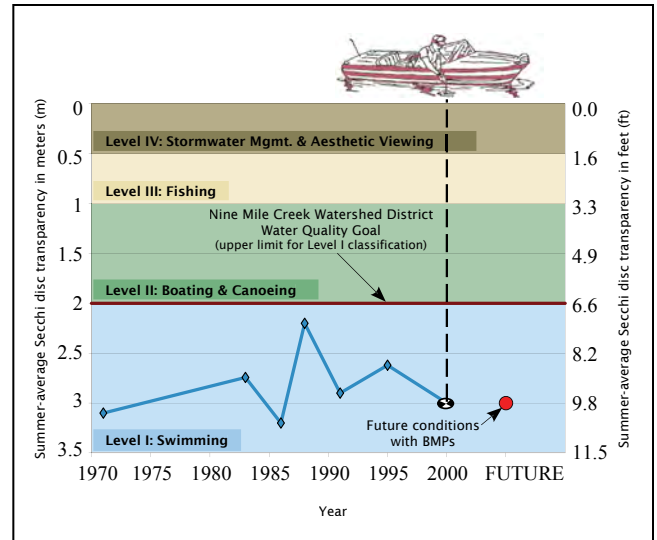 Summer-average Secchi disc transparency in meters (m)
0
0.5
1
1.5
2
2.5
3
3.5
Level IV: Stormwater Mgmt. & Aesthetic Viewing
Level III: Fishing
Nine Mile Creek Watershed District
Water Quality Goal
(upper limit for Level I classification)
Level II: Boating & Canoeing
Future conditions
with BMPs
Level I: Swimming
0.0
1.6
3.3
4.9
6.6
8.2
9.8
11.5
Summer-average Secchi disc transparency in feet (ft)
1970 1975 1980 1985 1990 1995 2000 FUTURE
Year